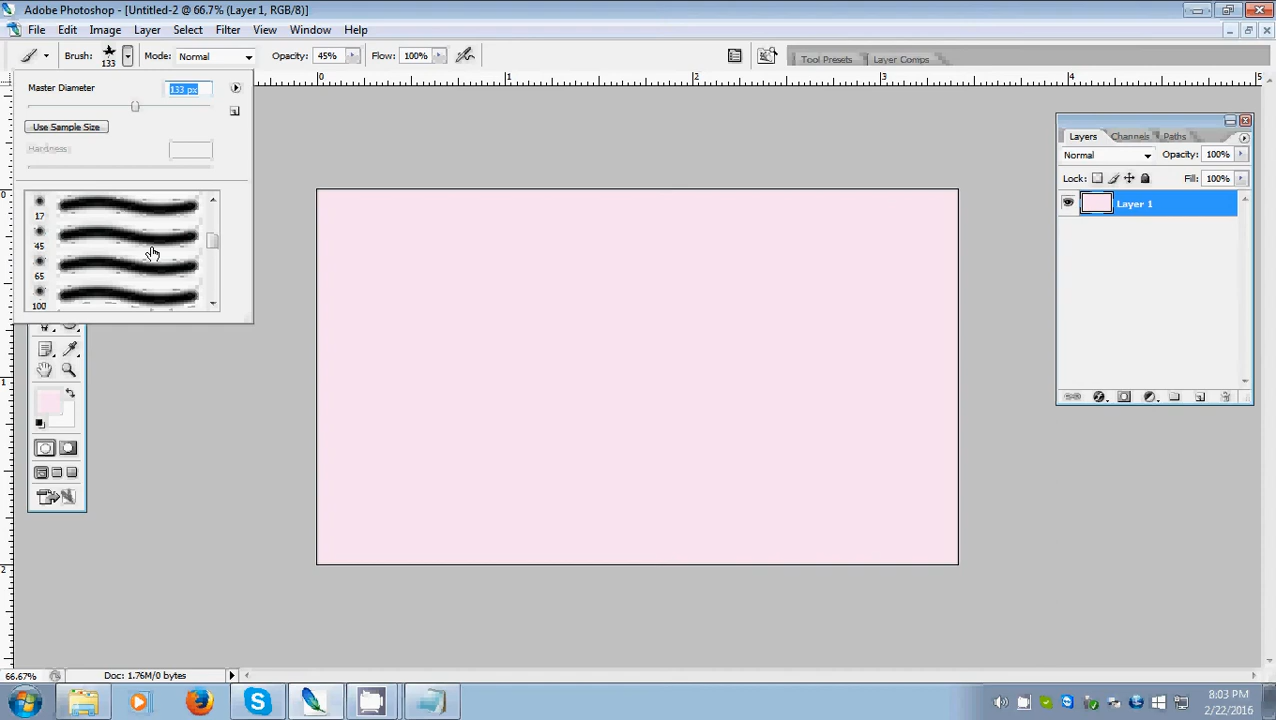 Adobe Photoshop - [Untitled-2 @ 66.7% (Layer 1, RGB/8)]
File Edit Image Layer Select Filter View Window Help
Brush: 133 Mode: Normal Opacity: 45% Flow: 100% Tool Presets Layer Comps
Master Diameter 133 px
Use Sample Size
Hardness
17
45
65
100
0 1 2 3 4 5
0
1
2
Layers Channels Paths
Normal Opacity: 100%
Lock: Fill: 100%
Layer 1
66.67% Doc: 1.76M/0 bytes
8:03 PM
2/22/2016